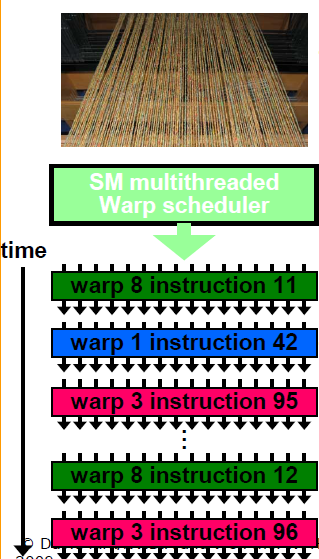 SM multithreaded
Warp scheduler
time
warp 8 instruction 11
warp 1 instruction 42
warp 3 instruction 95
⋮
warp 8 instruction 12
warp 3 instruction 96
©